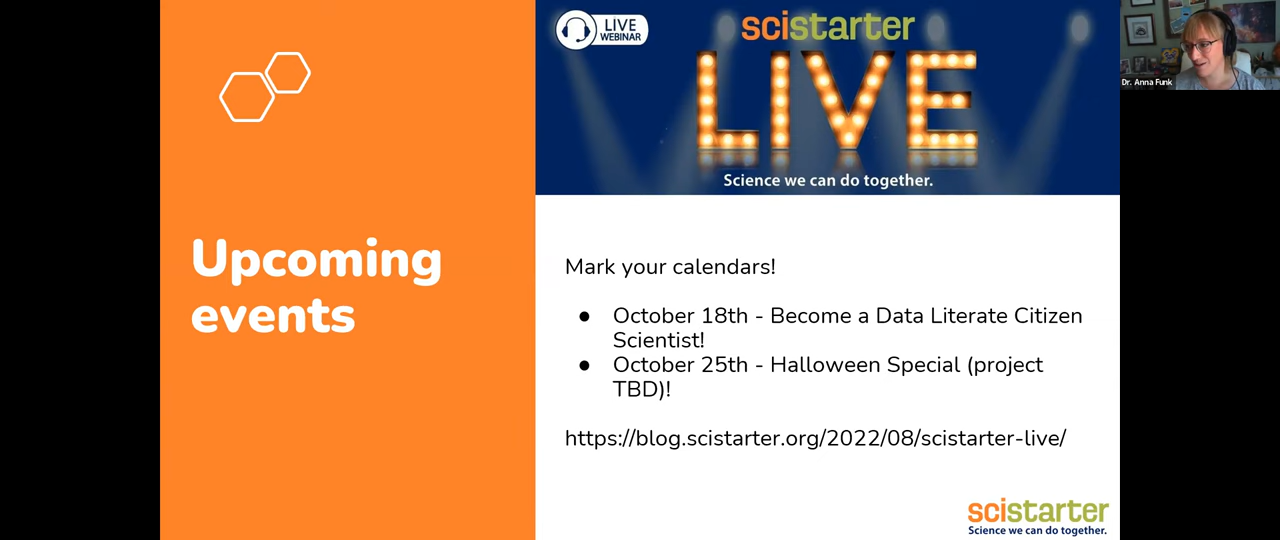 LIVE
WEBINAR
scistarter
LIVE
Science we can do together.
Dr. Anna Funk
Upcoming
events
Mark your calendars!
● October 18th - Become a Data Literate Citizen
Scientist!
● October 25th - Halloween Special (project
TBD)!
https://blog.scistarter.org/2022/08/scistarter-live/
scistarter
Science we can do together.